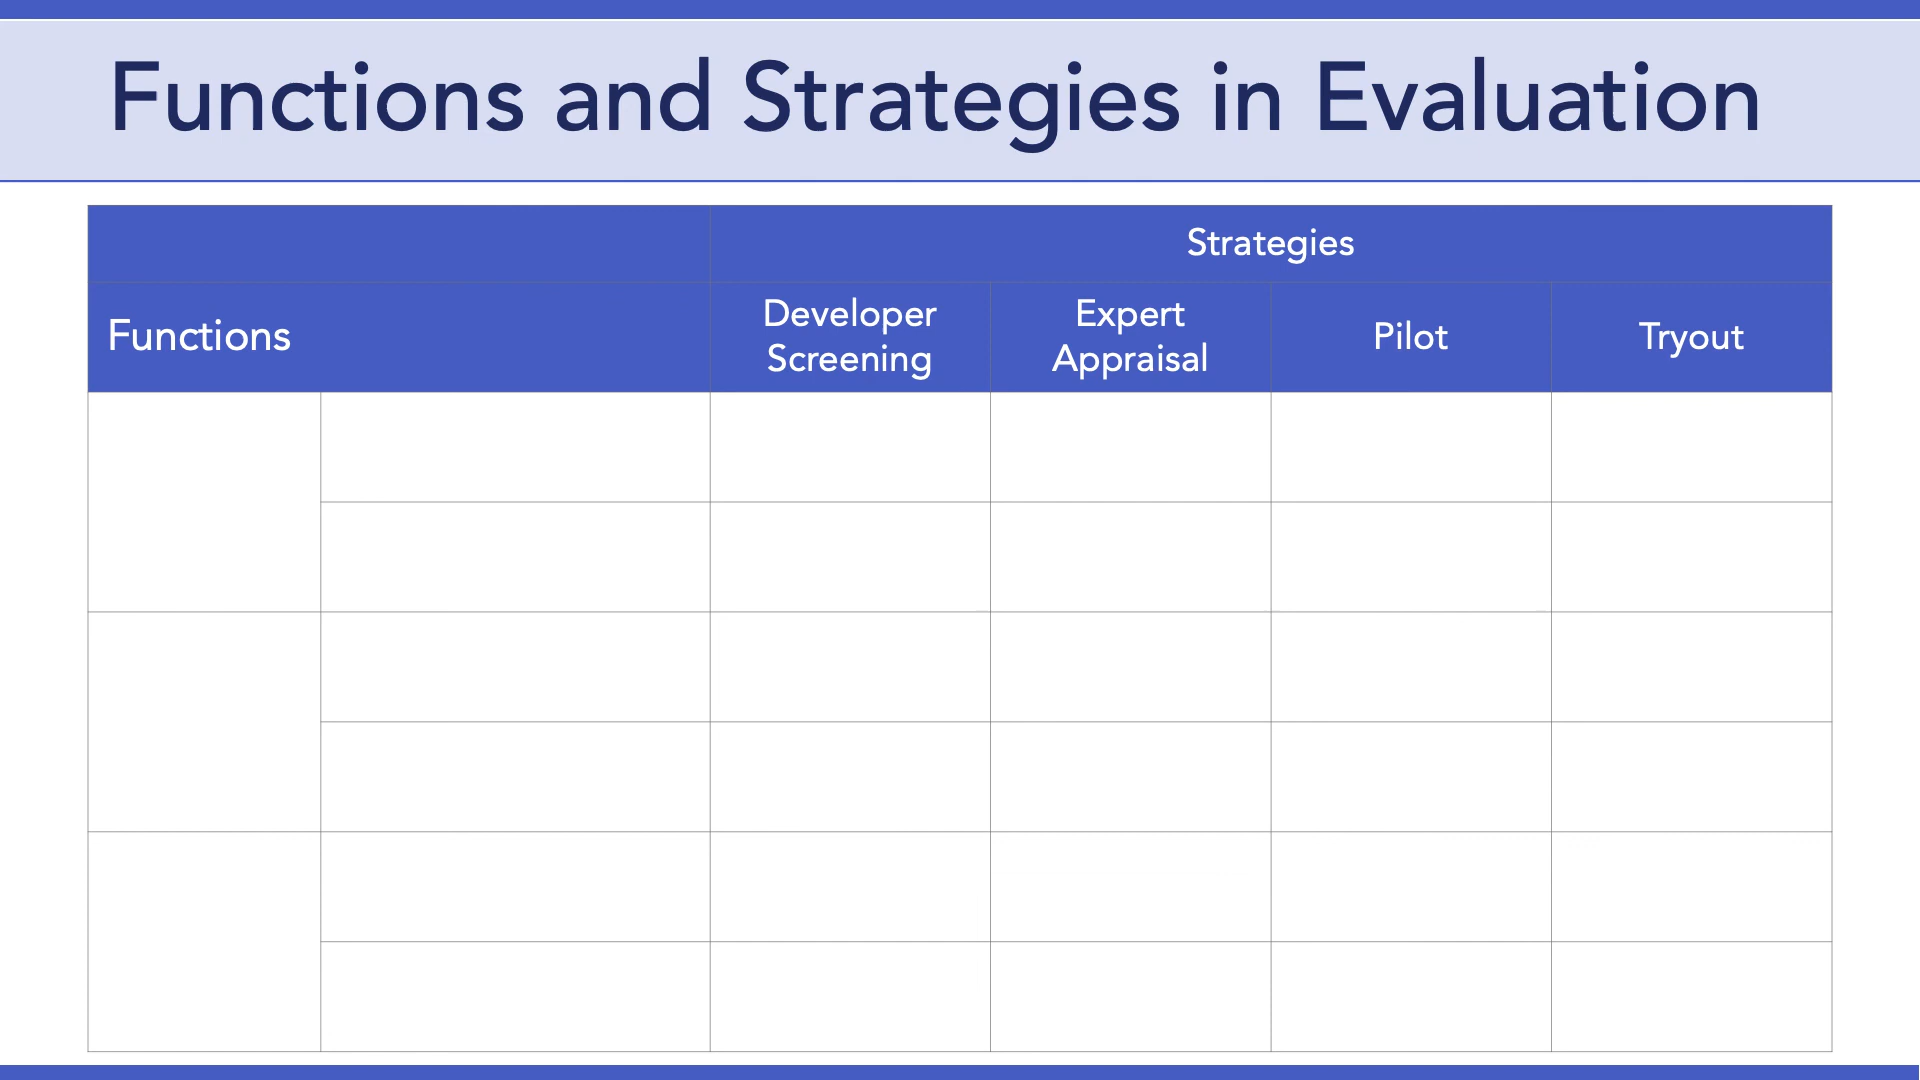 Functions and Strategies in Evaluation
Strategies
Functions
Developer
Screening
Expert
Appraisal
Pilot
Tryout